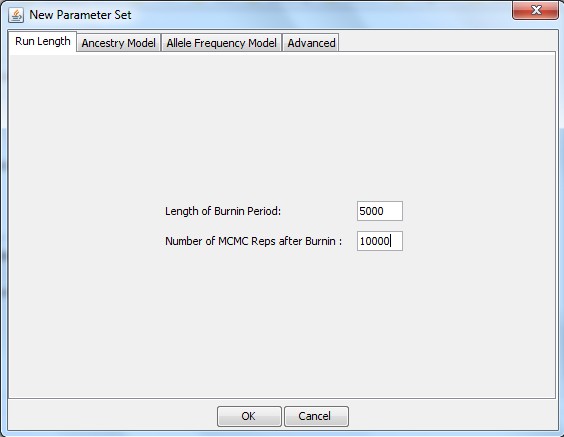 New Parameter Set
Run Length Ancestry Model Allele Frequency Model Advanced
Length of Burnin Period: 5000
Number of MCMC Reps after Burnin : 10000
OK Cancel